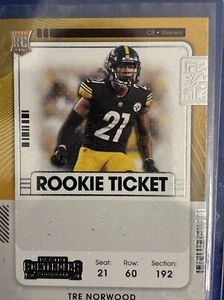 RC
CB • Steelers
21
ROOKIE TICKET
CONTENDERS
Seat: Row: Section:
21 60 192
TRE NORWOOD